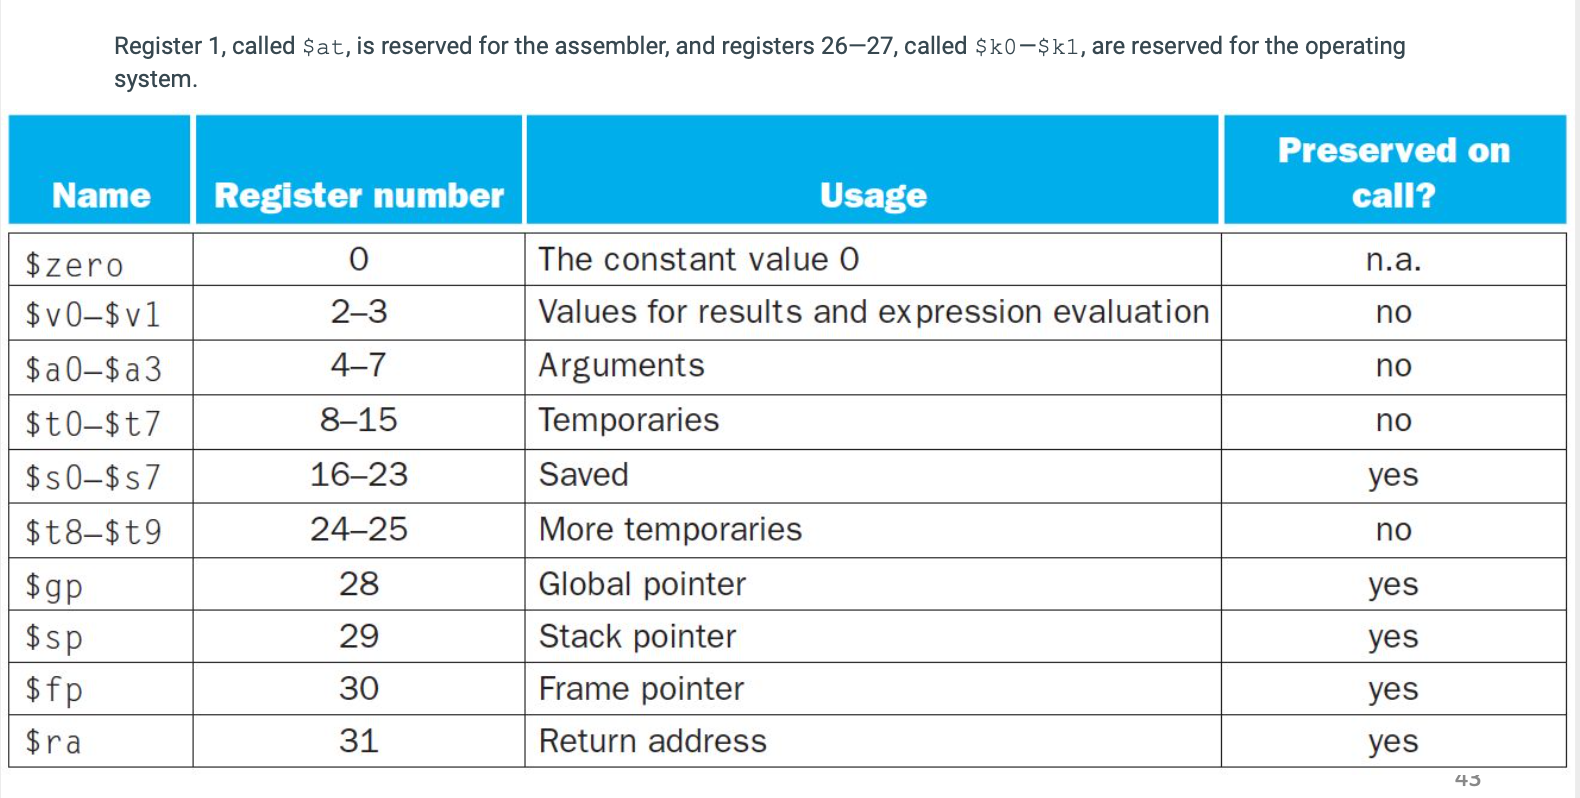 Register 1, called $at, is reserved for the assembler, and registers 26—27, called $k0—$k1, are reserved for the operating
system.
Name Register number Usage Preserved on call?
$zero 0 The constant value 0 n.a.
$v0–$v1 2–3 Values for results and expression evaluation no
$a0–$a3 4–7 Arguments no
$t0–$t7 8–15 Temporaries no
$s0–$s7 16–23 Saved yes
$t8–$t9 24–25 More temporaries no
$gp 28 Global pointer yes
$sp 29 Stack pointer yes
$fp 30 Frame pointer yes
$ra 31 Return address yes
43